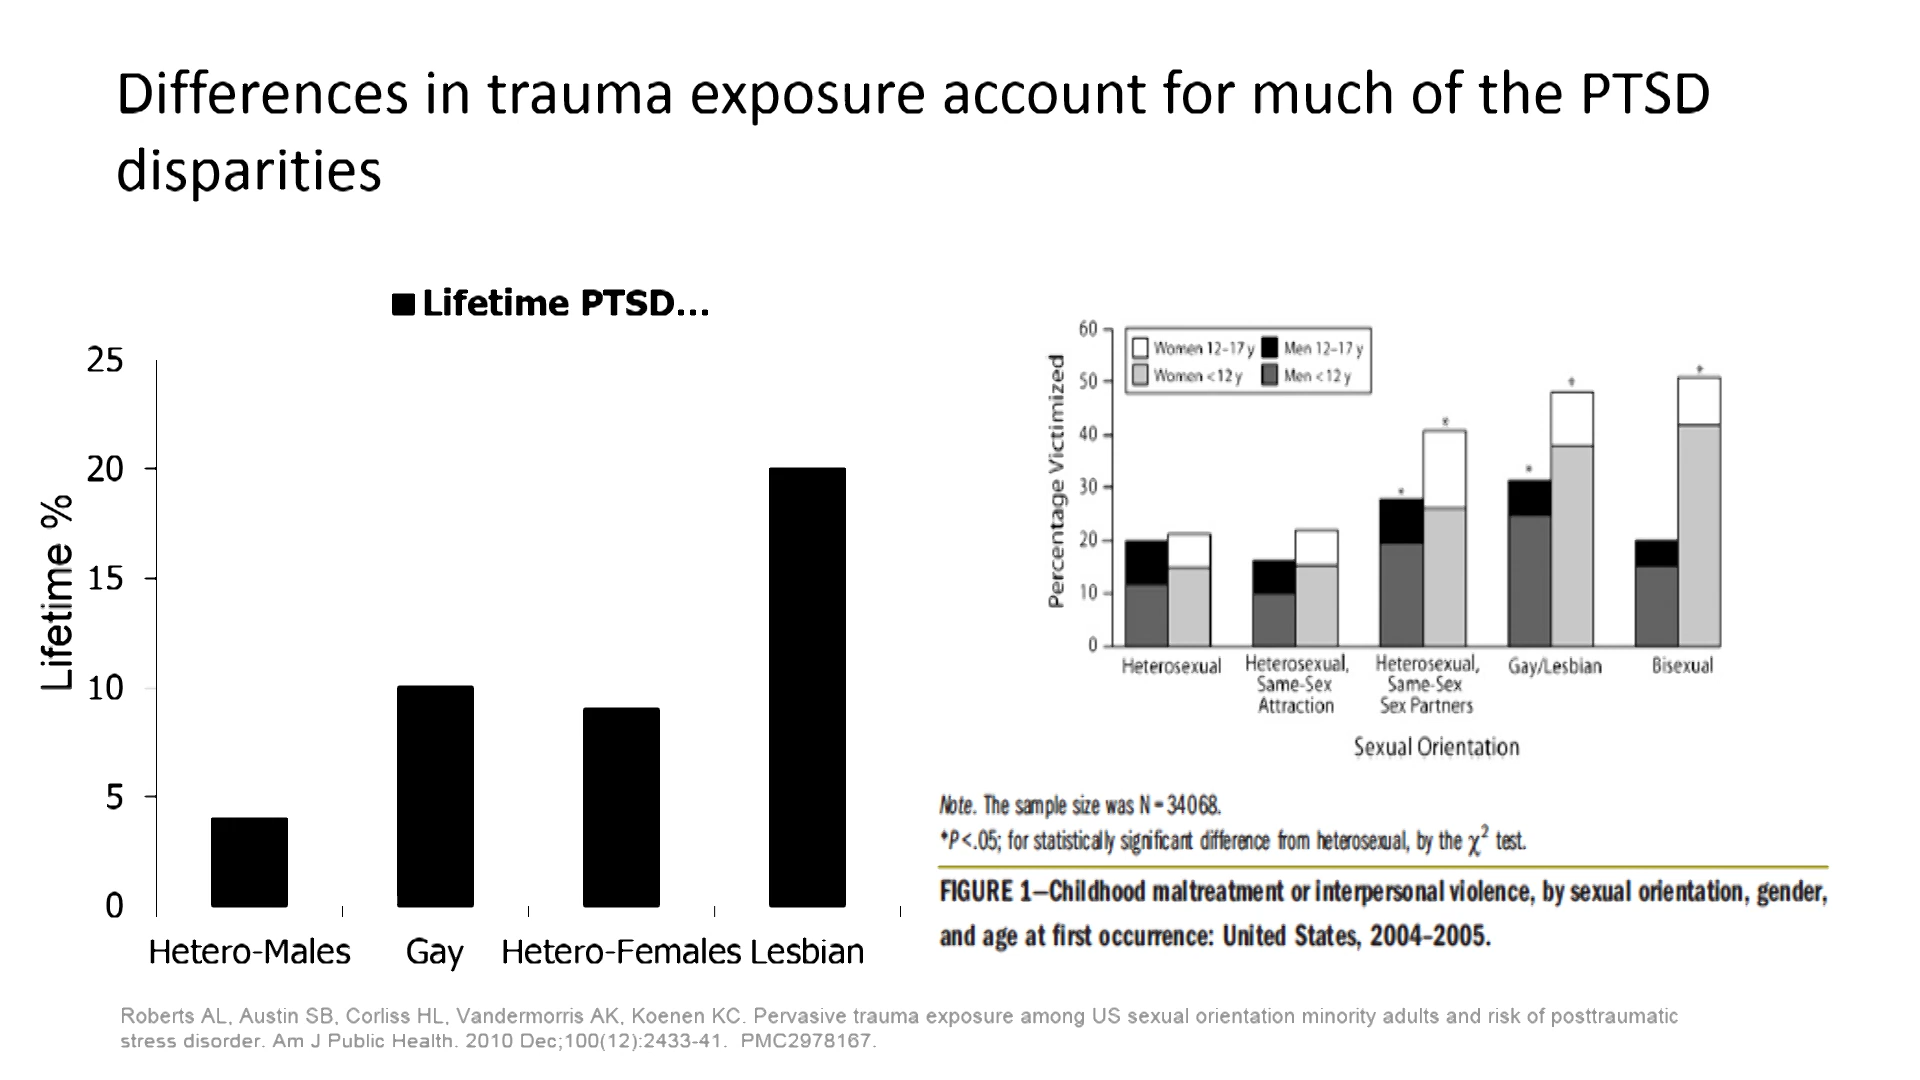 Differences in trauma exposure account for much of the PTSD
disparities
Lifetime PTSD...
25
20
15
10
5
0
Lifetime %
Hetero-Males Gay Hetero-Females Lesbian
60
50
40
30
20
10
0
Percentage Victimized
Women 12–17 y Men 12–17 y
Women <12 y Men <12 y
* * * † †
Heterosexual
Heterosexual,
Same-Sex
Attraction
Heterosexual,
Same-Sex
Sex Partners
Gay/Lesbian
Bisexual
Sexual Orientation
Note. The sample size was N = 34068.
*P<.05; for statistically significant difference from heterosexual, by the χ2 test.
FIGURE 1—Childhood maltreatment or interpersonal violence, by sexual orientation, gender,
and age at first occurrence: United States, 2004–2005.
Roberts AL, Austin SB, Corliss HL, Vandermorris AK, Koenen KC. Pervasive trauma exposure among US sexual orientation minority adults and risk of posttraumatic
stress disorder. Am J Public Health. 2010 Dec;100(12):2433-41. PMC2978167.